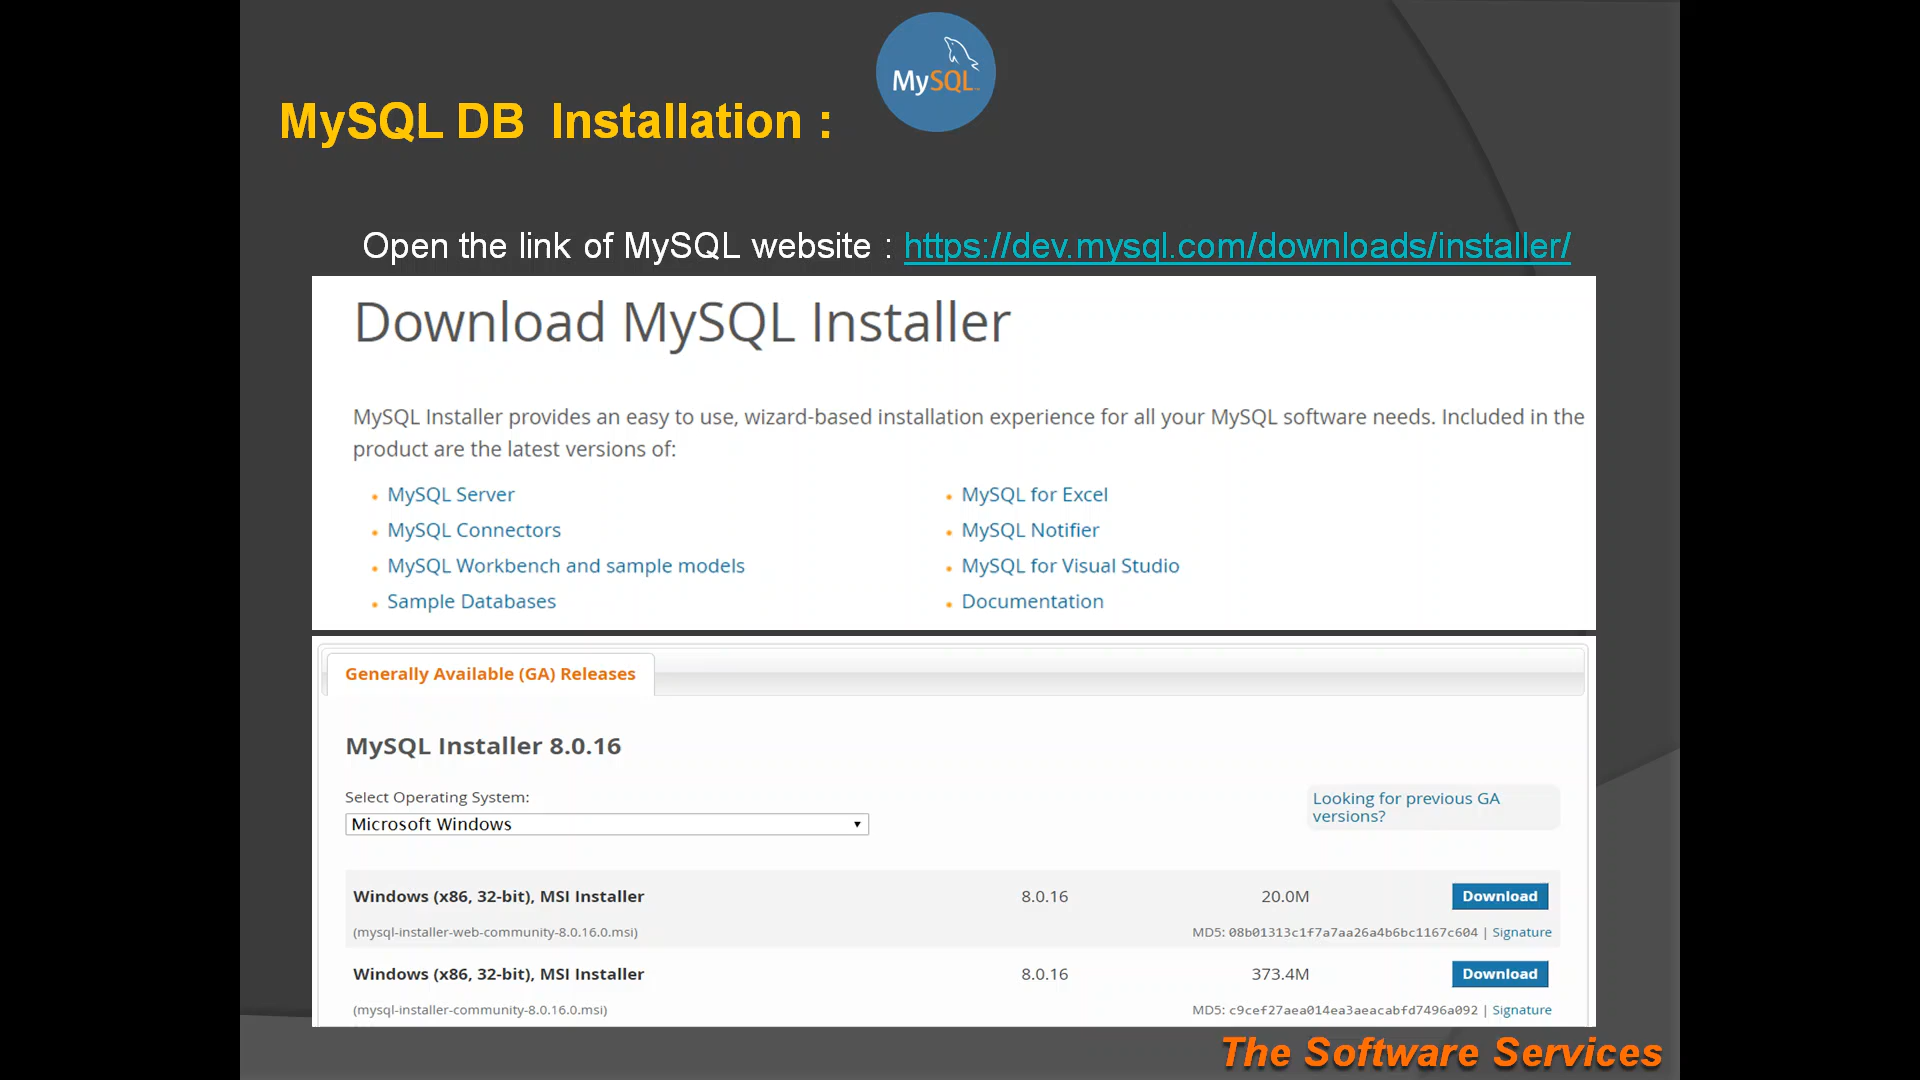 MySQL
MySQL DB Installation :
Open the link of MySQL website : https://dev.mysql.com/downloads/installer/
Download MySQL Installer
MySQL Installer provides an easy to use, wizard-based installation experience for all your MySQL software needs. Included in the
product are the latest versions of:
MySQL Server
MySQL Connectors
MySQL Workbench and sample models
Sample Databases
MySQL for Excel
MySQL Notifier
MySQL for Visual Studio
Documentation
Generally Available (GA) Releases
MySQL Installer 8.0.16
Select Operating System:
Microsoft Windows
Looking for previous GA
versions?
Windows (x86, 32-bit), MSI Installer 8.0.16 20.0M Download
(mysql-installer-web-community-8.0.16.0.msi) MD5: 08b01313c1f7a7aa26a4b6bc1167c604 | Signature
Windows (x86, 32-bit), MSI Installer 8.0.16 373.4M Download
(mysql-installer-community-8.0.16.0.msi) MD5: c9cef27aea014ea3aeacabfd7496a092 | Signature
The Software Services